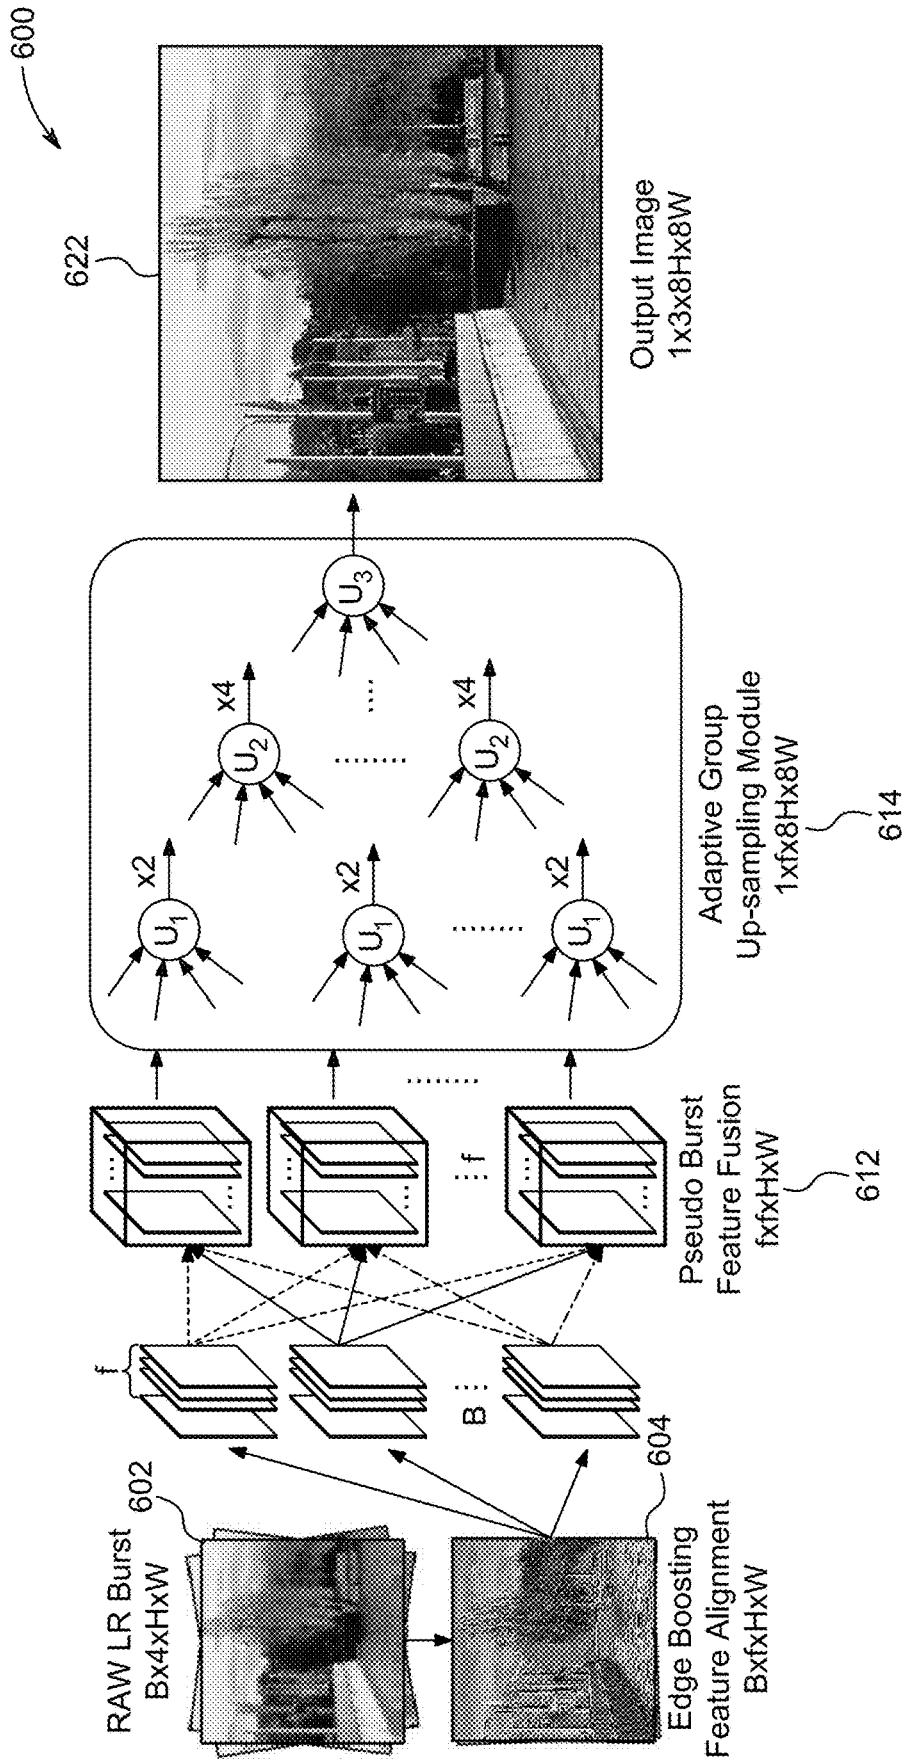 600
RAW LR Burst
Bx4xHxW
602
Edge Boosting
Feature Alignment
BxfxHxW
604
f
B
f
Pseudo Burst
Feature Fusion
fxfxHxW
612
U1
x2
U1
x2
U1
x2
U2
x4
U2
x4
U3
Adaptive Group
Up-sampling Module
1xfx8Hx8W
614
622
Output Image
1x3x8Hx8W